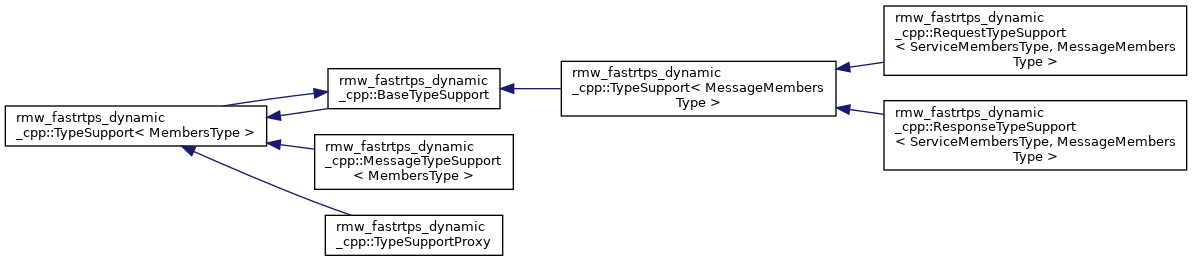 rmw_fastrtps_dynamic
_cpp::TypeSupport< MembersType >
rmw_fastrtps_dynamic
_cpp::BaseTypeSupport
rmw_fastrtps_dynamic
_cpp::MessageTypeSupport
< MembersType >
rmw_fastrtps_dynamic
_cpp::TypeSupportProxy
rmw_fastrtps_dynamic
_cpp::TypeSupport< MessageMembers
Type >
rmw_fastrtps_dynamic
_cpp::RequestTypeSupport
< ServiceMembersType, MessageMembers
Type >
rmw_fastrtps_dynamic
_cpp::ResponseTypeSupport
< ServiceMembersType, MessageMembers
Type >